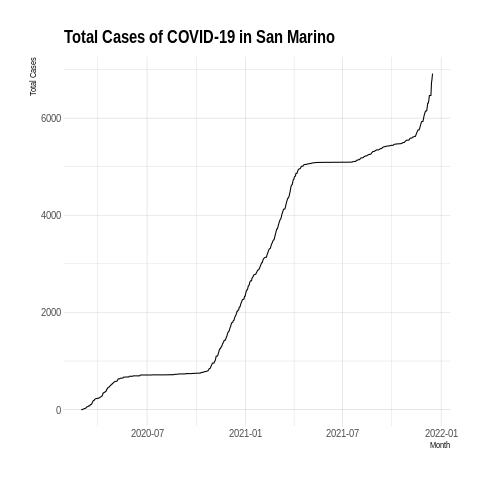 Total Cases of COVID-19 in San Marino
Total Cases
6000
4000
2000
0
2020-07
2021-01
2021-07
2022-01
Month